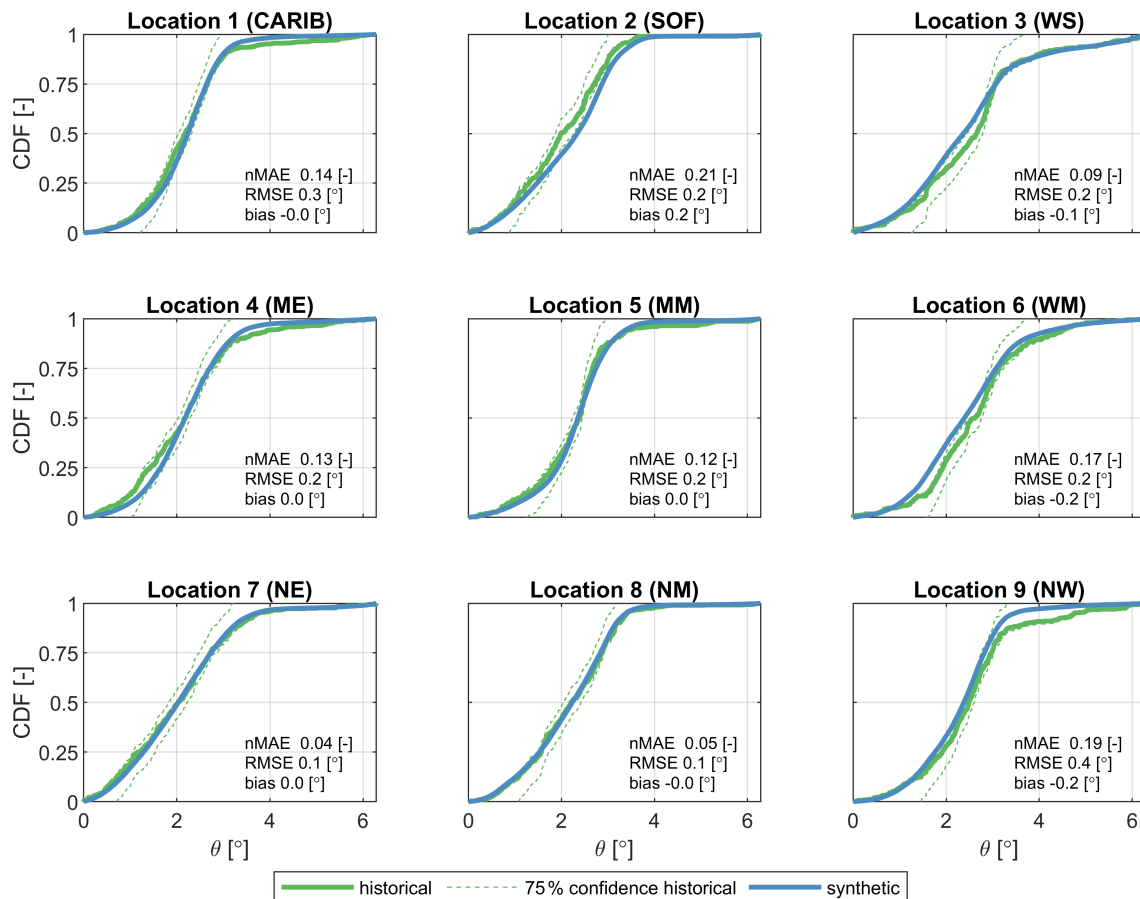 Location 1 (CARIB)
CDF [-]
1
0.75
0.5
0.25
0
nMAE 0.14 [-]
RMSE 0.3 [°]
bias -0.0 [°]
Location 2 (SOF)
nMAE 0.21 [-]
RMSE 0.2 [°]
bias 0.2 [°]
Location 3 (WS)
nMAE 0.09 [-]
RMSE 0.2 [°]
bias -0.1 [°]
Location 4 (ME)
CDF [-]
1
0.75
0.5
0.25
0
nMAE 0.13 [-]
RMSE 0.2 [°]
bias 0.0 [°]
Location 5 (MM)
nMAE 0.12 [-]
RMSE 0.2 [°]
bias 0.0 [°]
Location 6 (WM)
nMAE 0.17 [-]
RMSE 0.2 [°]
bias -0.2 [°]
Location 7 (NE)
CDF [-]
1
0.75
0.5
0.25
0
nMAE 0.04 [-]
RMSE 0.1 [°]
bias 0.0 [°]
0 2 4 6
θ [°]
Location 8 (NM)
nMAE 0.05 [-]
RMSE 0.1 [°]
bias -0.0 [°]
0 2 4 6
θ [°]
Location 9 (NW)
nMAE 0.19 [-]
RMSE 0.4 [°]
bias -0.2 [°]
0 2 4 6
θ [°]
historical 75% confidence historical synthetic